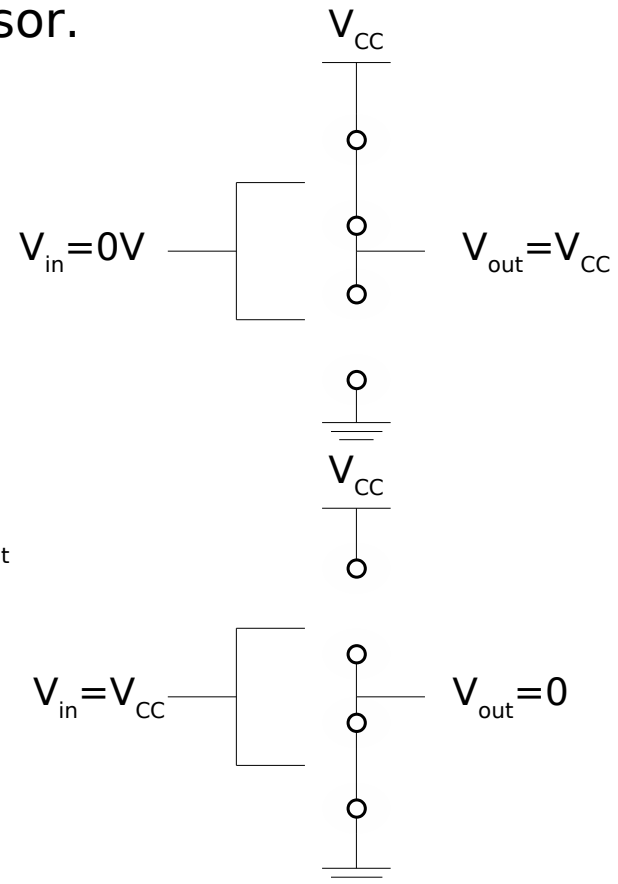 sor.
V_CC
V_in=0V
V_out=V_CC
V_CC
t
V_in=V_CC
V_out=0